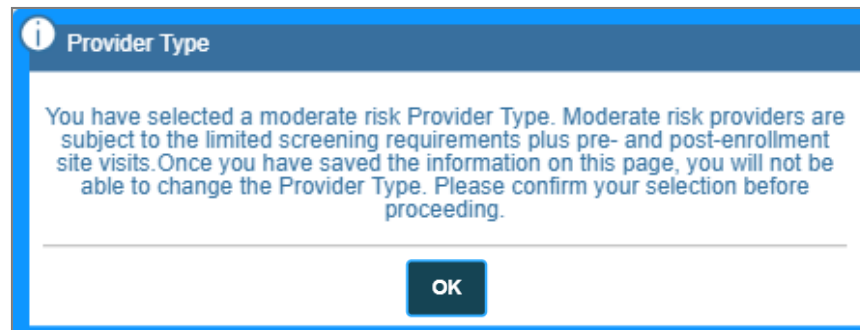 i
Provider Type
You have selected a moderate risk Provider Type. Moderate risk providers are
subject to the limited screening requirements plus pre- and post-enrollment
site visits.Once you have saved the information on this page, you will not be
able to change the Provider Type. Please confirm your selection before
proceeding.
OK